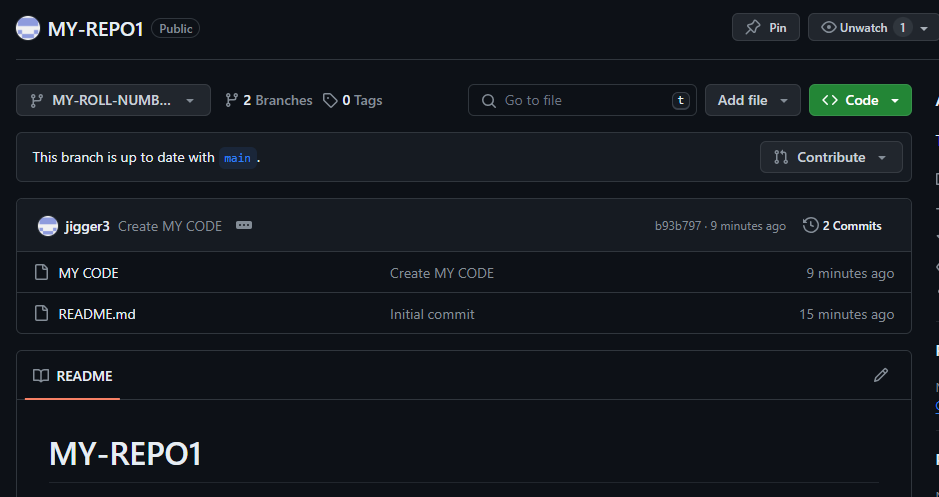 MY-REPO1 Public Pin Unwatch 1
MY-ROLL-NUMB... 2 Branches 0 Tags Go to file t Add file Code
This branch is up to date with main. Contribute
jigger3 Create MY CODE b93b797 · 9 minutes ago 2 Commits
MY CODE Create MY CODE 9 minutes ago
README.md Initial commit 15 minutes ago
README
MY-REPO1